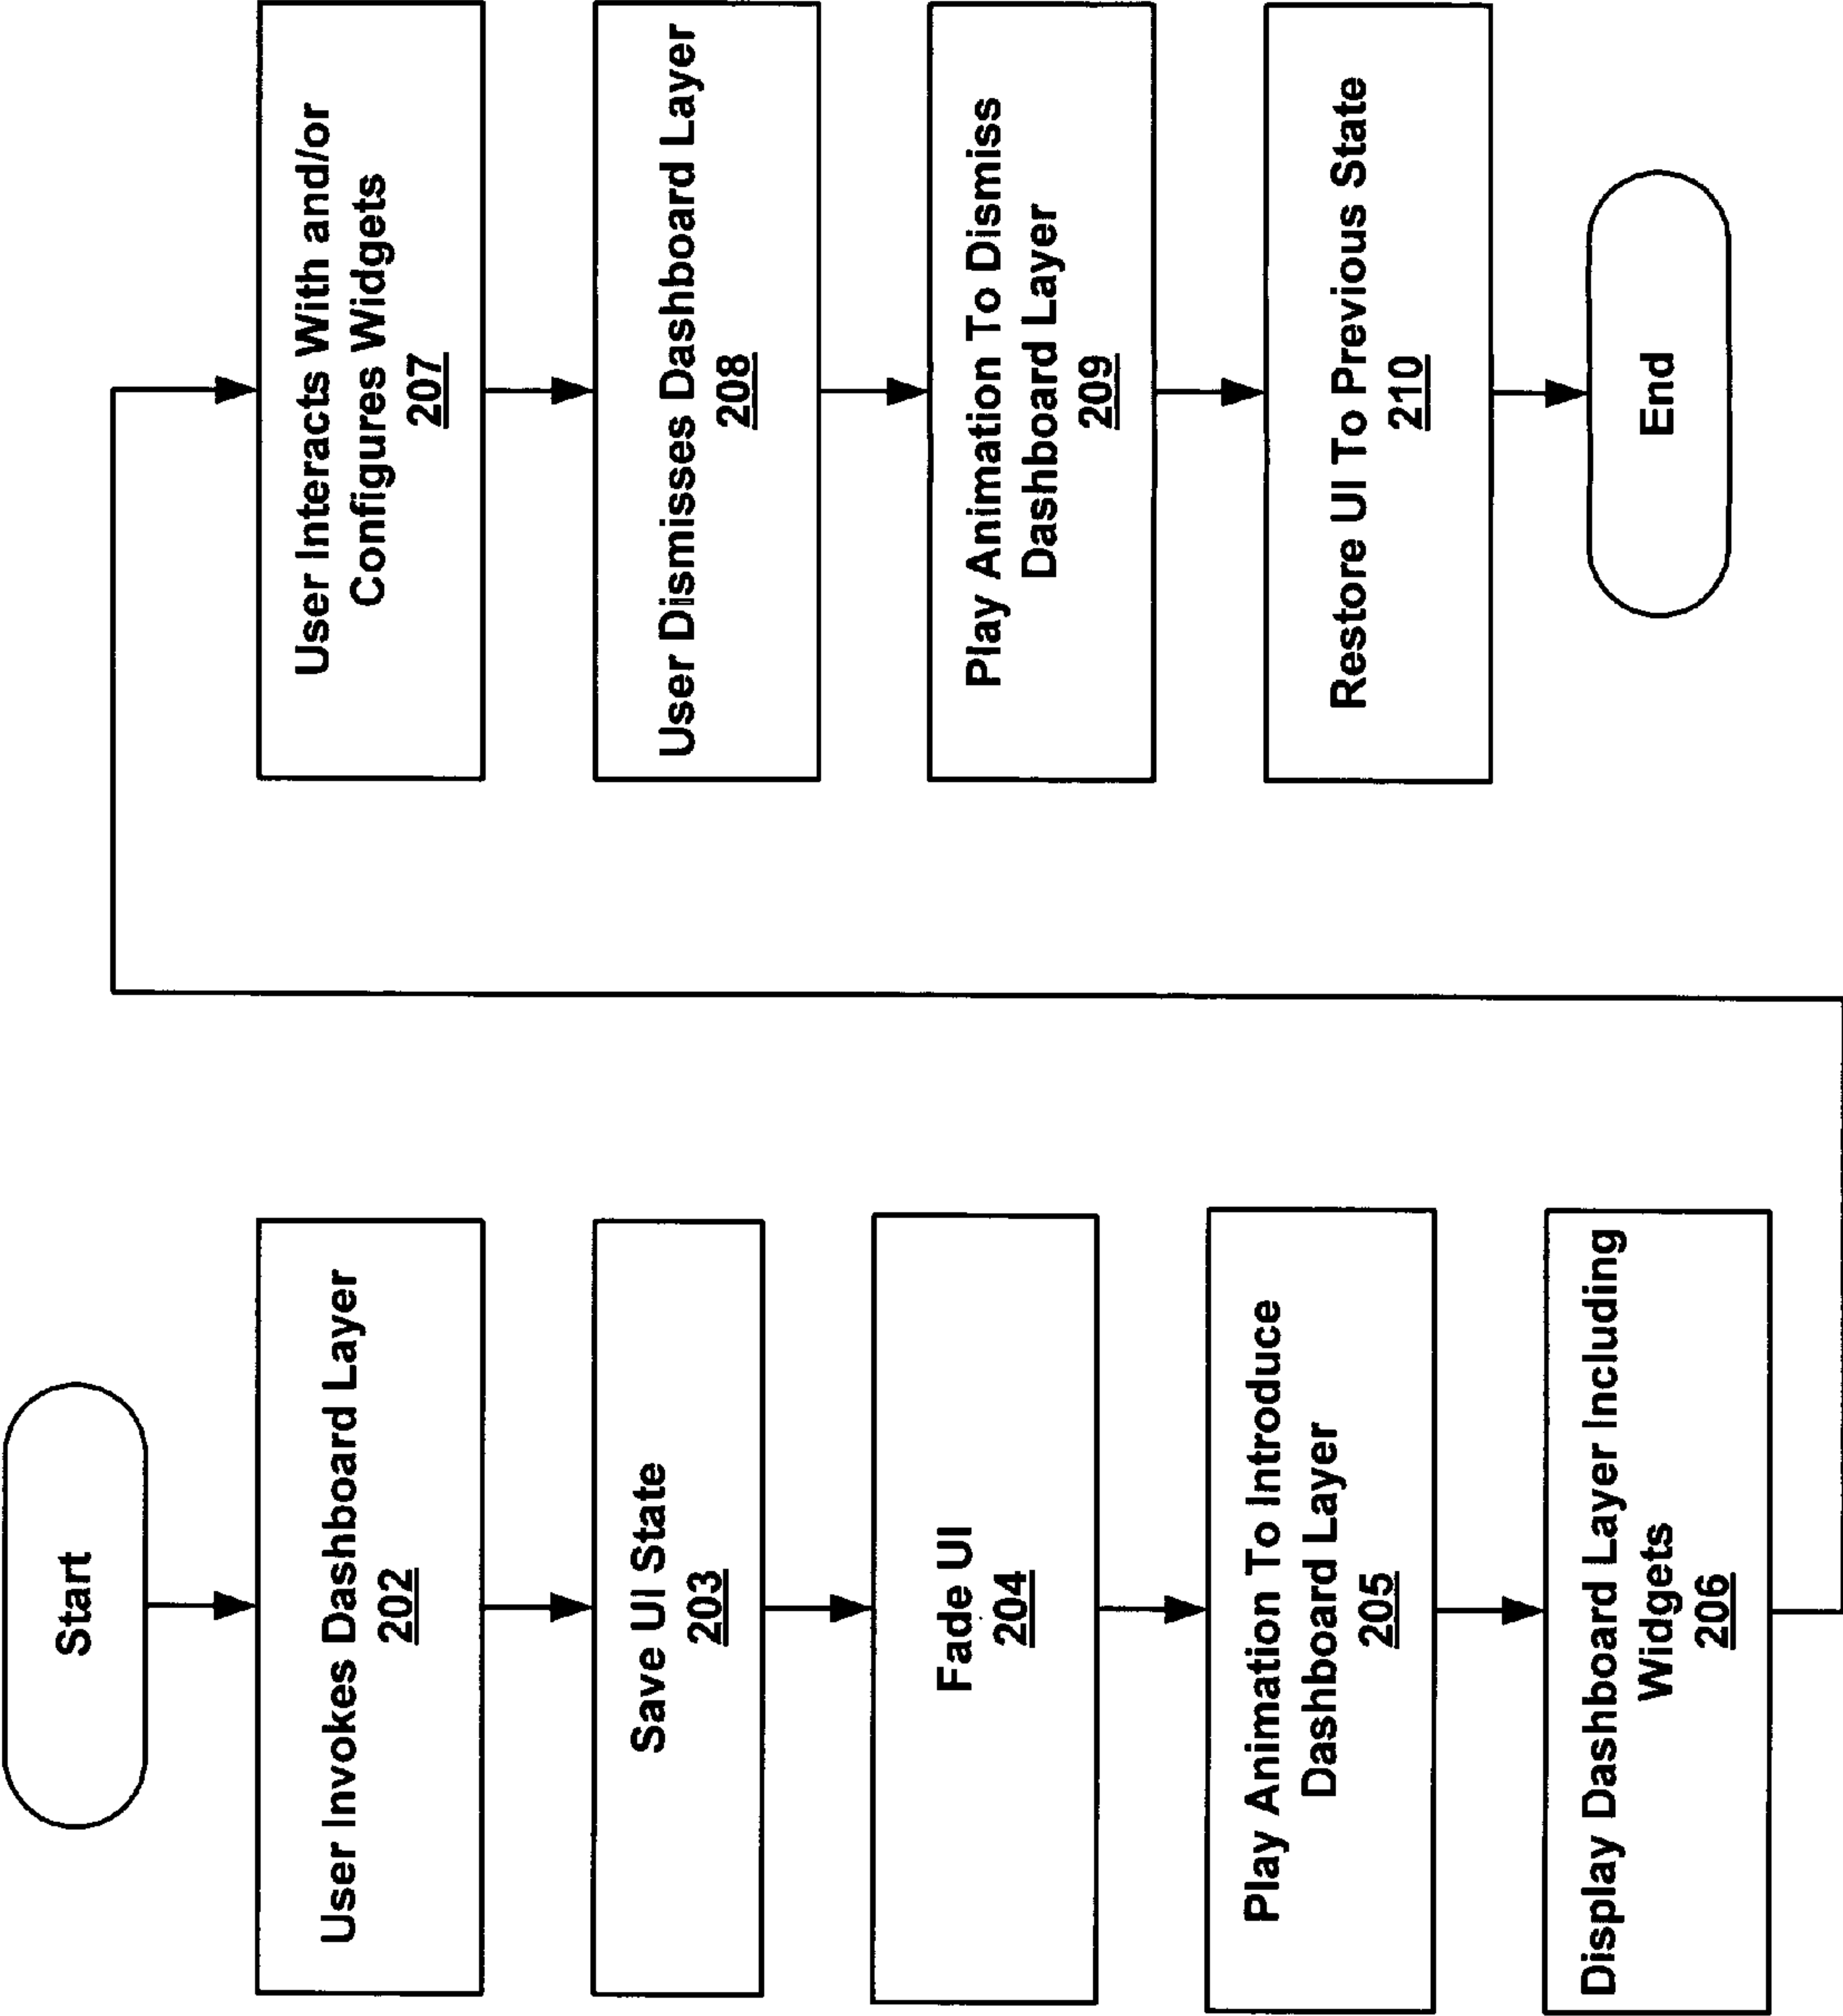 Start
User Invokes Dashboard Layer
202
Save UI State
203
Fade UI
204
Play Animation To Introduce
Dashboard Layer
205
Display Dashboard Layer Including
Widgets
206
User Interacts With and/or
Configures Widgets
207
User Dismisses Dashboard Layer
208
Play Animation To Dismiss
Dashboard Layer
209
Restore UI To Previous State
210
End